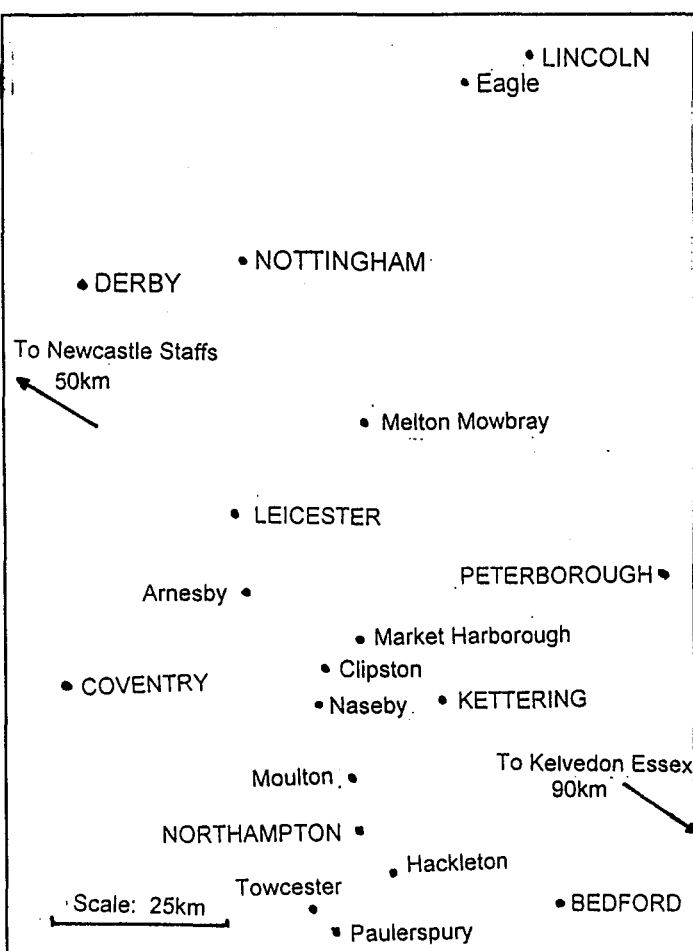 LINCOLN
Eagle
NOTTINGHAM
DERBY
To Newcastle Staffs
50km
Melton Mowbray
LEICESTER
PETERBOROUGH
Arnesby
Market Harborough
Clipston
COVENTRY
KETTERING
Naseby
To Kelvedon Essex
90km
Moulton
NORTHAMPTON
Hackleton
Towcester
Scale: 25km
BEDFORD
Paulerspury